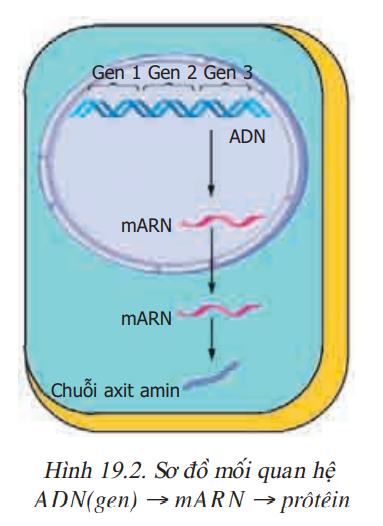 Gen 1 Gen 2 Gen 3
ADN
mARN
mARN
Chuỗi axit amin
Hình 19.2. Sơ đồ mối quan hệ
ADN(gen) → mARN → prôtêin